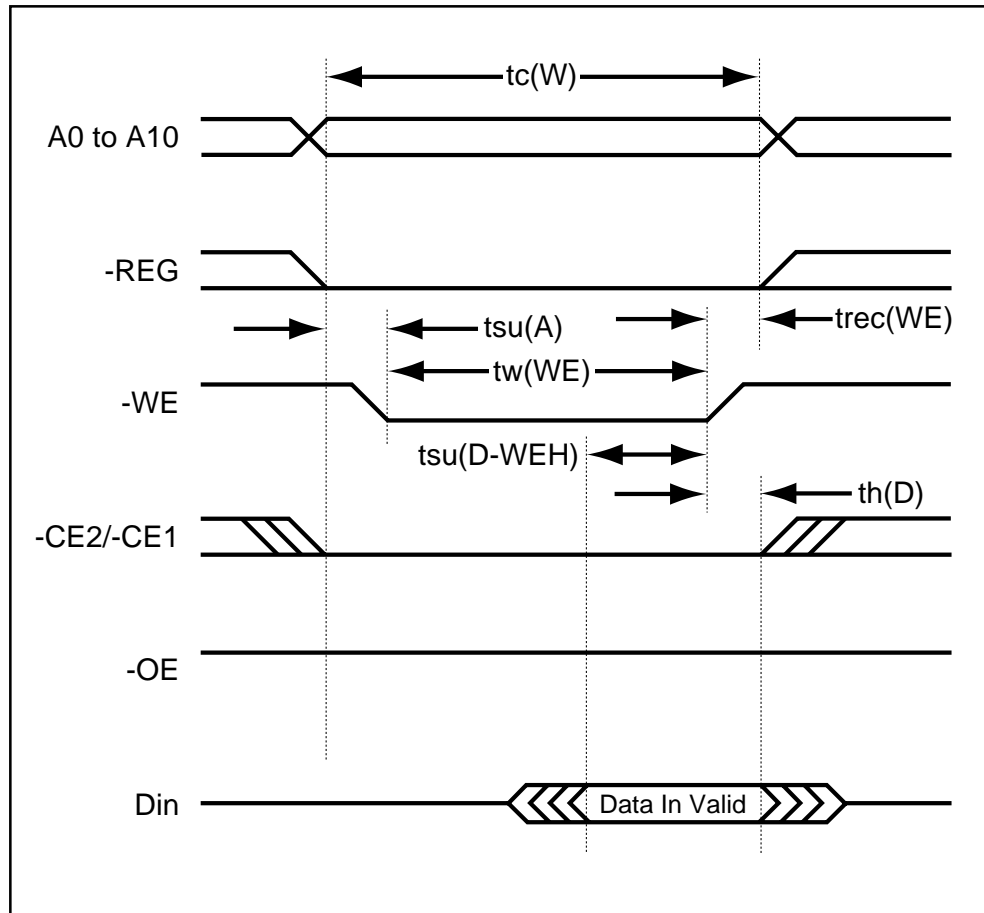 tc(W)
A0 to A10
-REG
tsu(A)
trec(WE)
tw(WE)
-WE
tsu(D-WEH)
th(D)
-CE2/-CE1
-OE
Din
Data In Valid